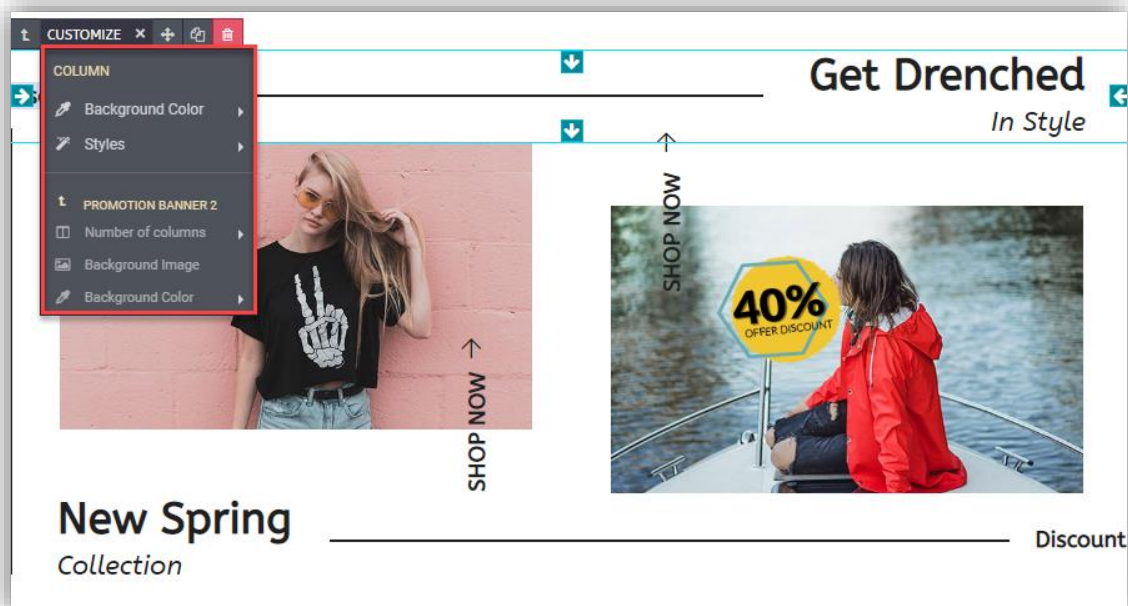 t CUSTOMIZE ×
COLUMN
Background Color
Styles
PROMOTION BANNER 2
Number of columns
Background Image
Background Color
Get Drenched
In Style
SHOP NOW →
40%
OFFER DISCOUNT
SHOP NOW →
New Spring
Collection
Discount